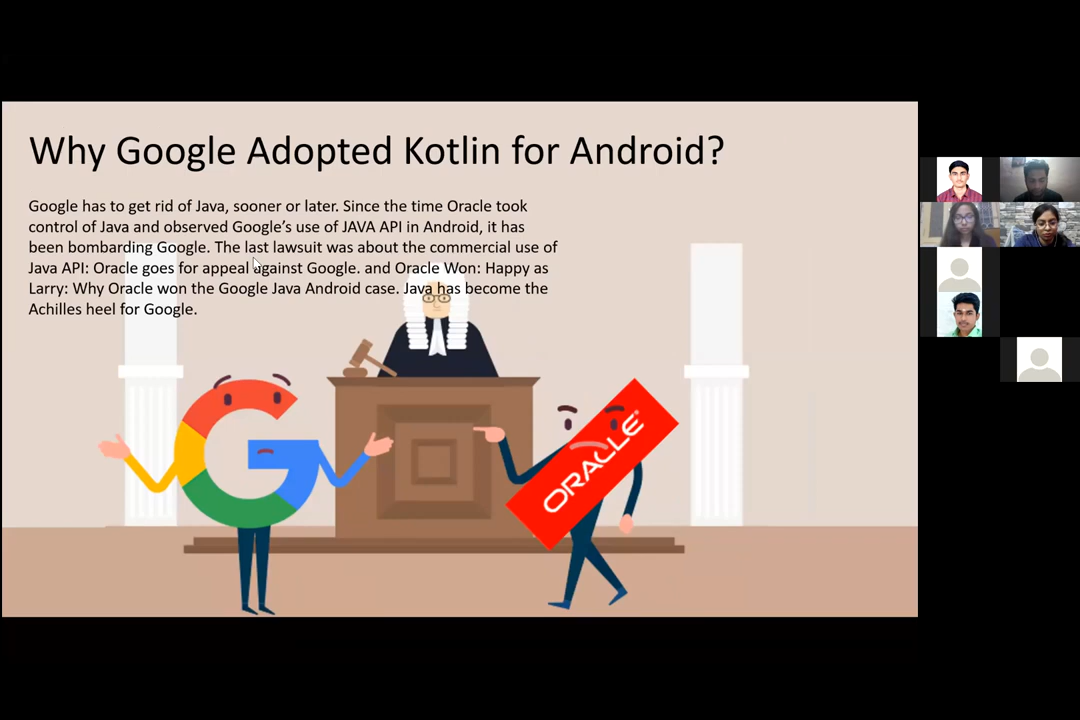 Why Google Adopted Kotlin for Android?
Google has to get rid of Java, sooner or later. Since the time Oracle took
control of Java and observed Google’s use of JAVA API in Android, it has
been bombarding Google. The last lawsuit was about the commercial use of
Java API: Oracle goes for appeal against Google. and Oracle Won: Happy as
Larry: Why Oracle won the Google Java Android case. Java has become the
Achilles heel for Google.
ORACLE®